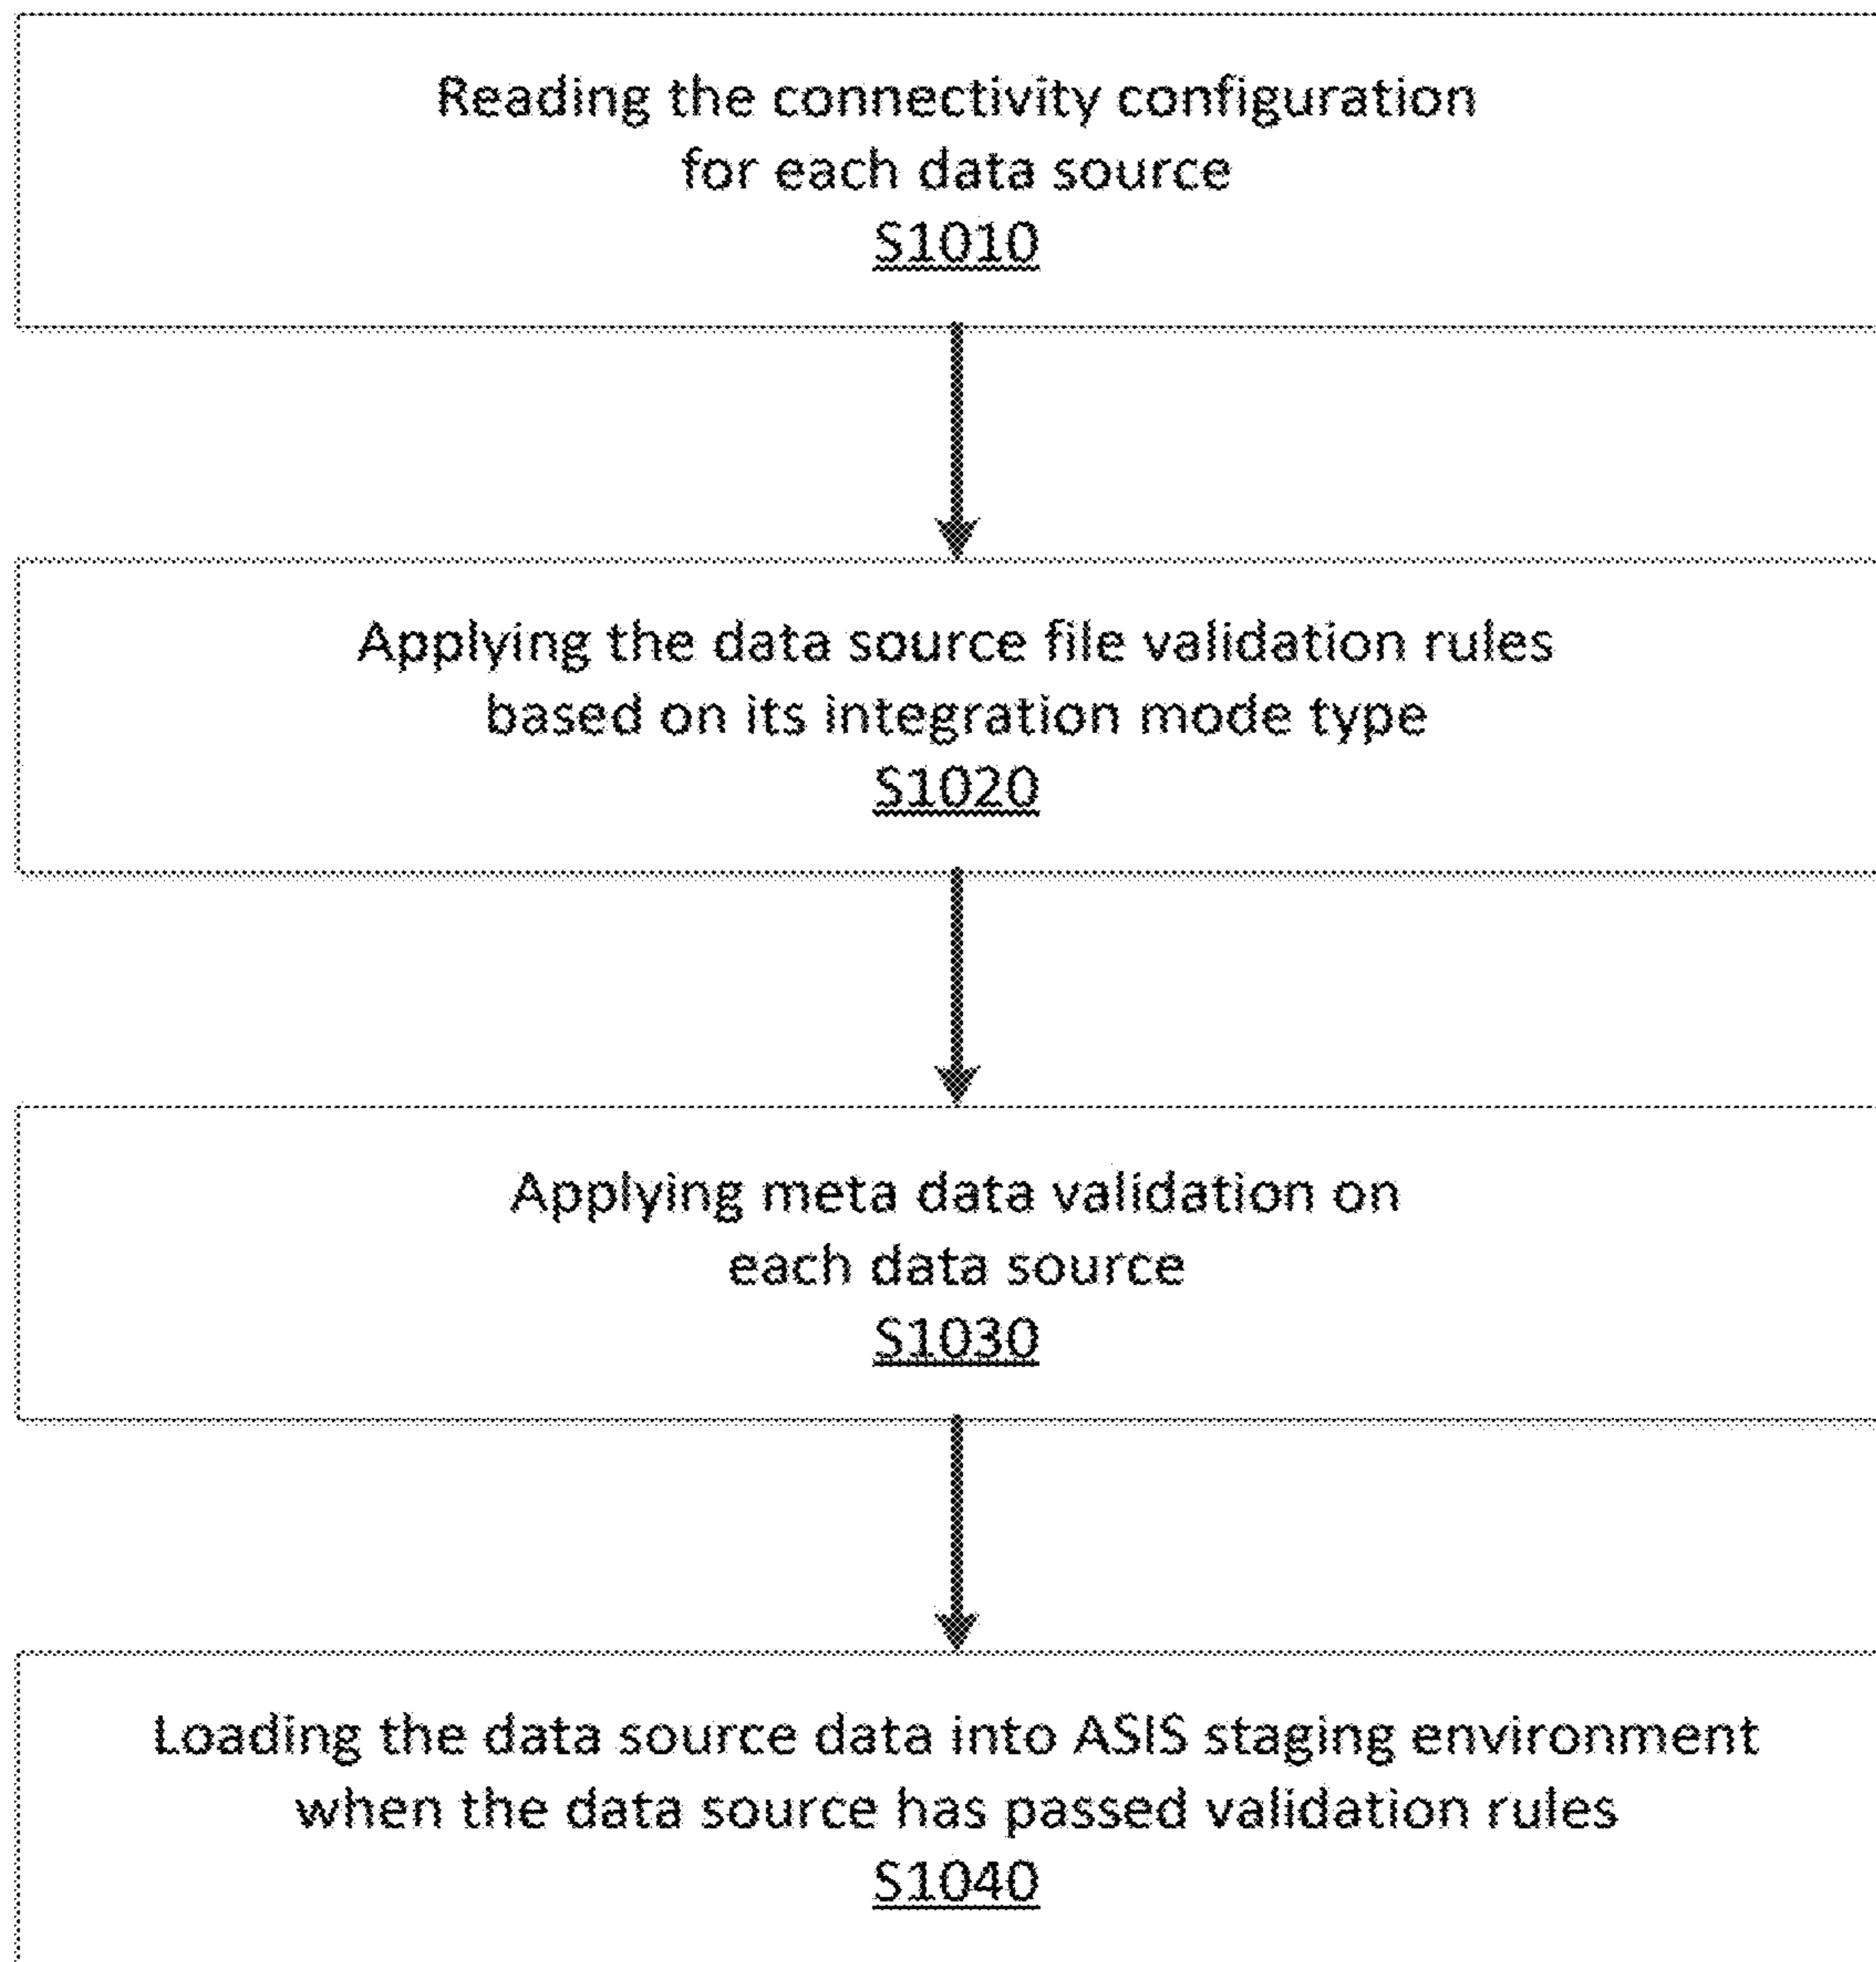 Reading the connectivity configuration
for each data source
S1010
Applying the data source file validation rules
based on its integration mode type
S1020
Applying meta data validation on
each data source
S1030
Loading the data source data into ASIS staging environment
when the data source has passed validation rules
S1040